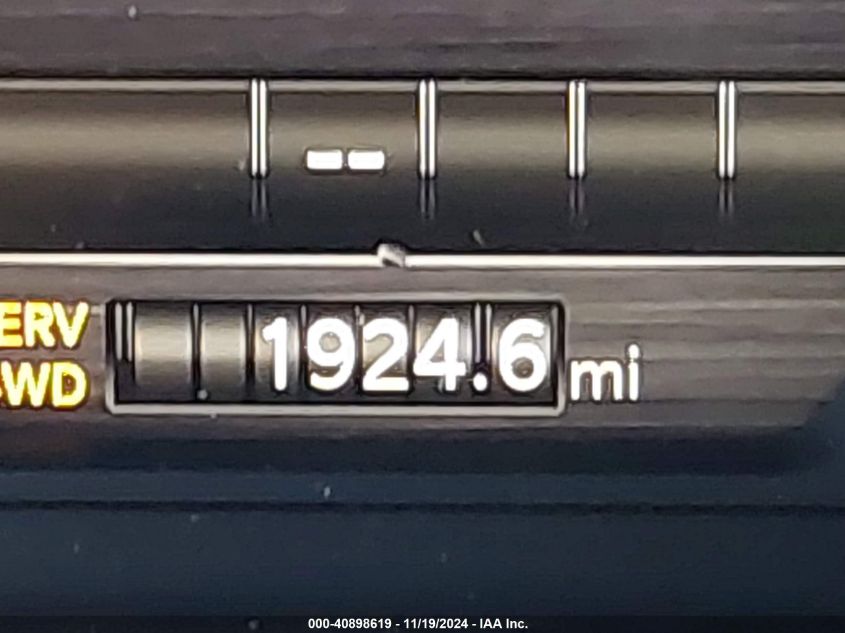 --
ERV
1924.6 mi
WD
000-40898619 - 11/19/2024 - IAA Inc.